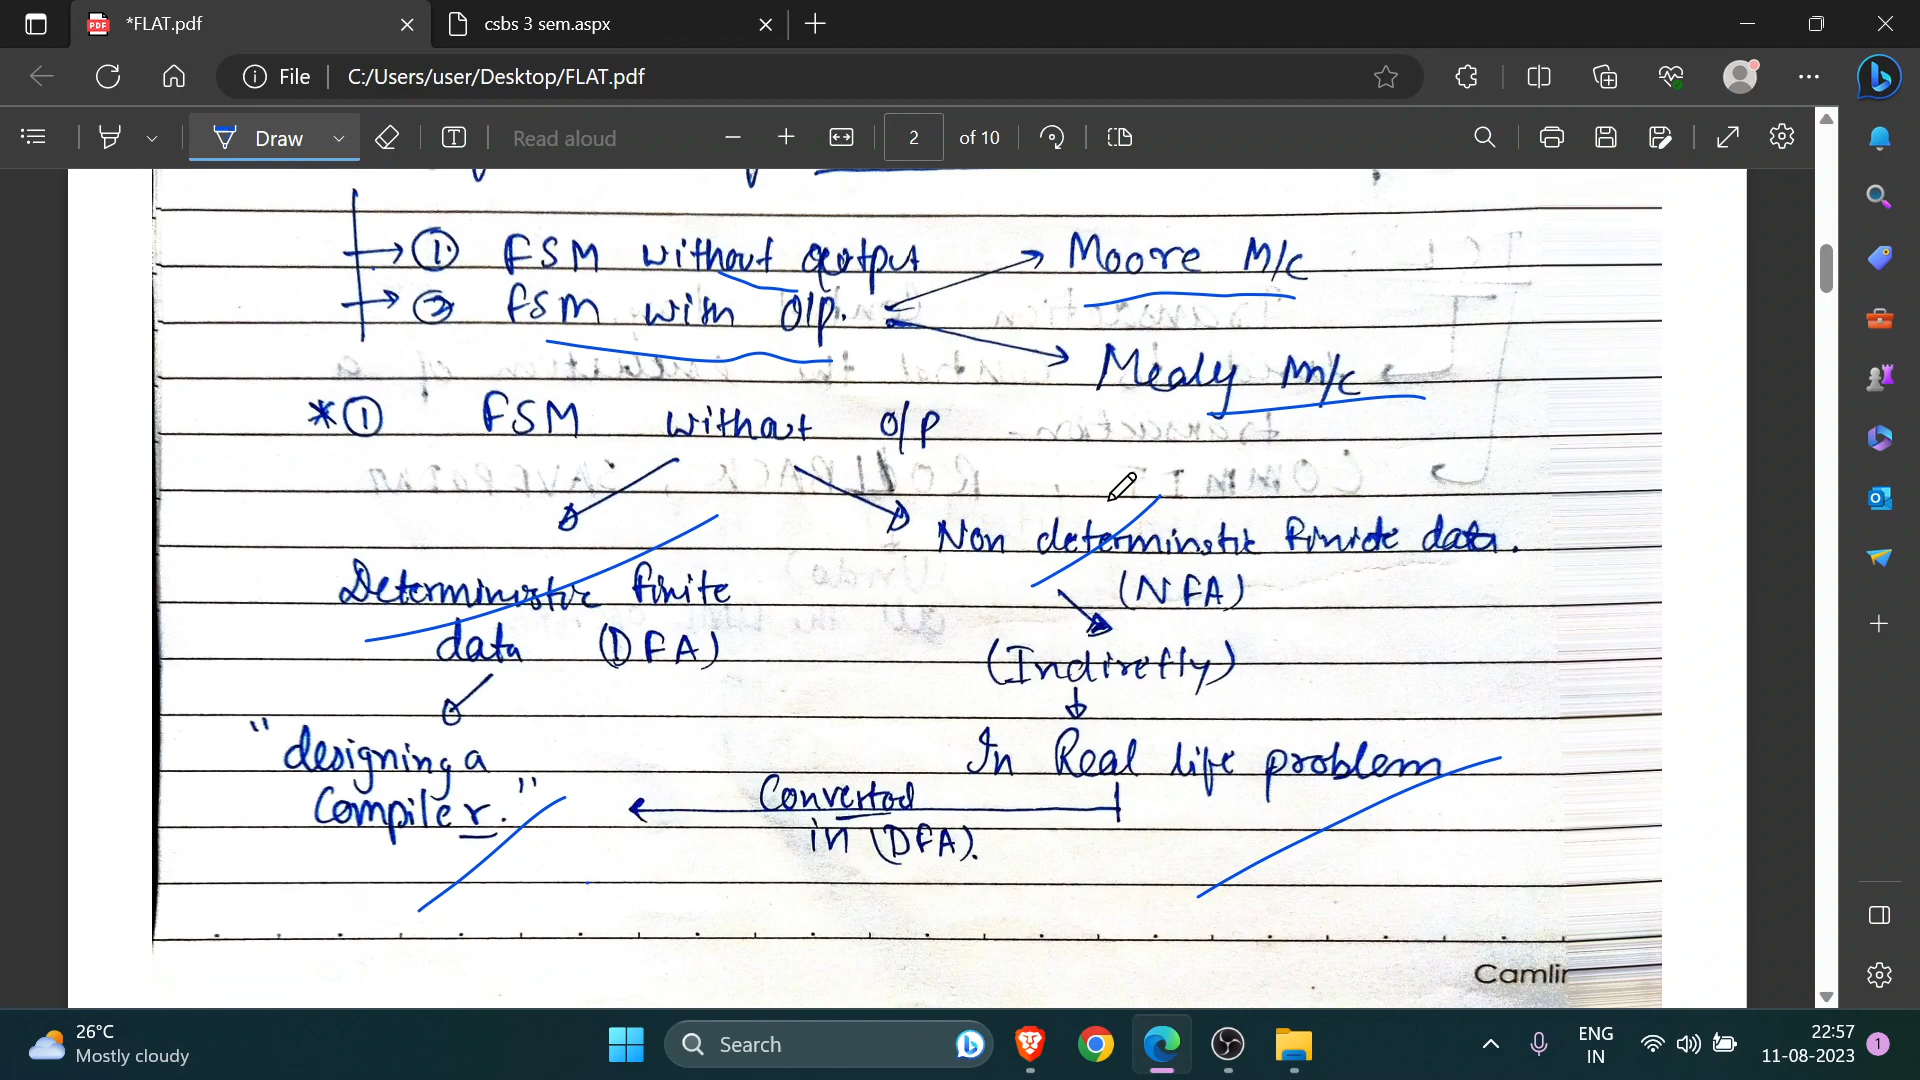 *FLAT.pdf
csbs 3 sem.aspx
File
C:/Users/user/Desktop/FLAT.pdf
Draw
Read aloud
2
of 10
→ ① FSM without output → Moore M/c
→ ② FSM with O/P.
Mealy M/c
*① FSM without O/P
Non deterministic finite data.
Deterministic finite (NFA)
data (DFA) (Indirectly)
"designing a In Real life problem
Compiler." Converted
in (DFA).
Camlin
26°C
Mostly cloudy
Search
ENG
IN
22:57
11-08-2023
1